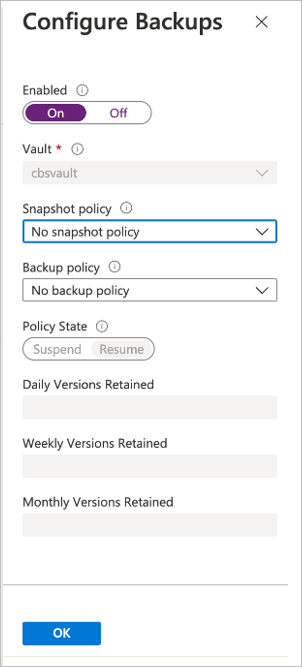 Configure Backups
Enabled
On Off
Vault *
cbsvault
Snapshot policy
No snapshot policy
Backup policy
No backup policy
Policy State
Suspend Resume
Daily Versions Retained
Weekly Versions Retained
Monthly Versions Retained
OK